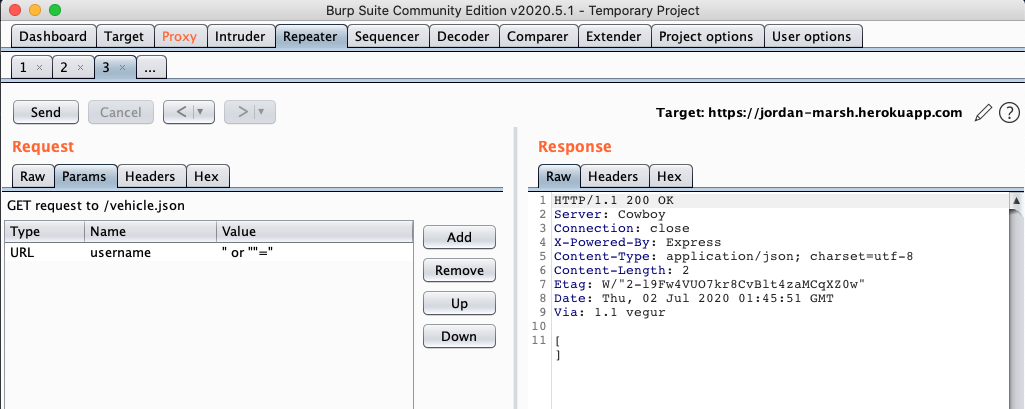 Burp Suite Community Edition v2020.5.1 - Temporary Project
Dashboard Target Proxy Intruder Repeater Sequencer Decoder Comparer Extender Project options User options
1 × 2 × 3 × ...
Send Cancel < ▼ > ▼ Target: https://jordan-marsh.herokuapp.com ?
Request
Raw Params Headers Hex
GET request to /vehicle.json
Type Name Value
URL username " or ""="
Add
Remove
Up
Down
Response
Raw Headers Hex
1 HTTP/1.1 200 OK
2 Server: Cowboy
3 Connection: close
4 X-Powered-By: Express
5 Content-Type: application/json; charset=utf-8
6 Content-Length: 2
7 Etag: W/"2-l9Fw4VUO7kr8CvBlt4zaMCqXZ0w"
8 Date: Thu, 02 Jul 2020 01:45:51 GMT
9 Via: 1.1 vegur
10
11 [
]